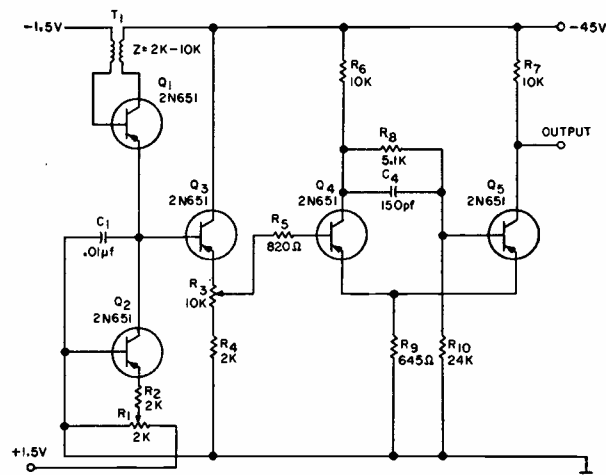 -1.5V
T1
Z=2K-10K
-45V
Q1
2N651
R6
10K
R7
10K
R8
5.1K
C4
150pf
OUTPUT
Q3
2N651
Q4
2N651
Q5
2N651
R5
820Ω
C1
.01µf
R3
10K
Q2
2N651
R4
2K
R9
645Ω
R10
24K
R2
2K
R1
2K
+1.5V